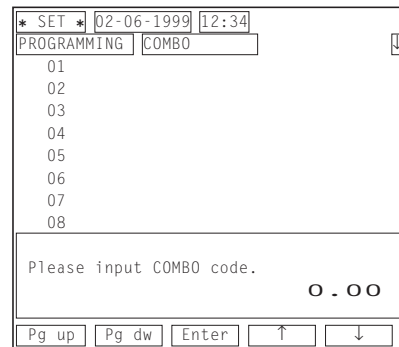 * SET * 02-06-1999 12:34
PROGRAMMING COMBO ↓
01
02
03
04
05
06
07
08
Please input COMBO code.
0.00
Pg up Pg dw Enter ↑ ↓